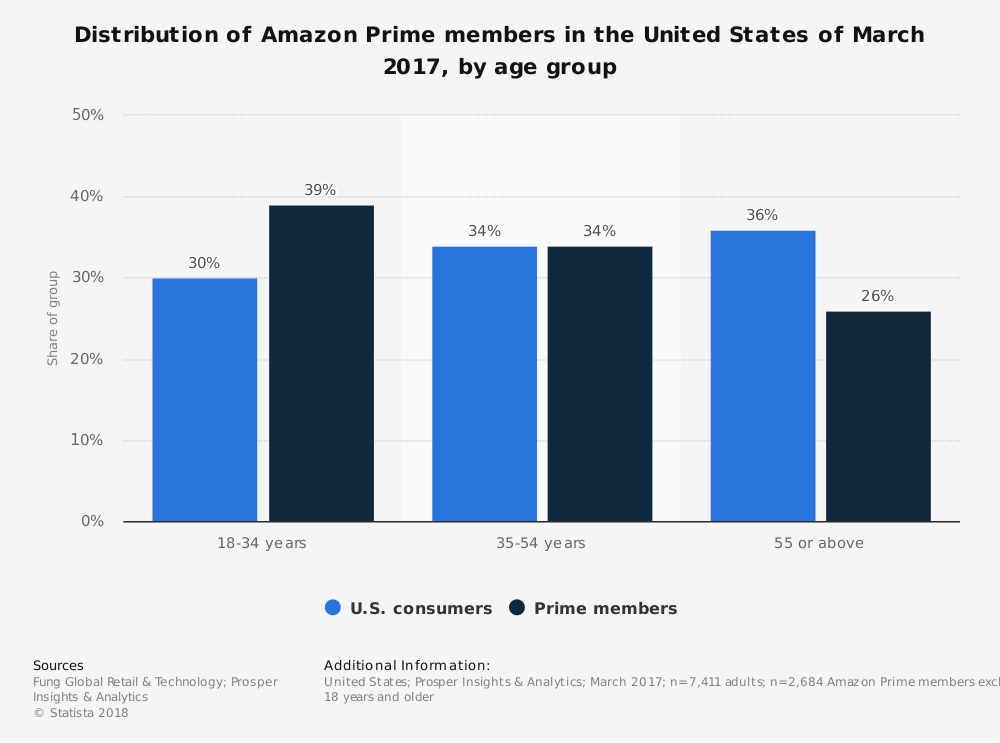 Distribution of Amazon Prime members in the United States of March
2017, by age group
50%
40%
30%
20%
10%
0%
Share of group
30%
39%
34%
34%
36%
26%
18-34 years
35-54 years
55 or above
U.S. consumers
Prime members
Sources
Fung Global Retail & Technology; Prosper
Insights & Analytics
© Statista 2018
Additional Information:
United States; Prosper Insights & Analytics; March 2017; n=7,411 adults; n=2,684 Amazon Prime members
18 years and older